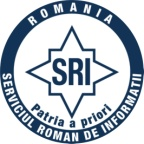 ROMANIA
SRI
Patria a priori
SERVICIUL ROMAN DE INFORMATII